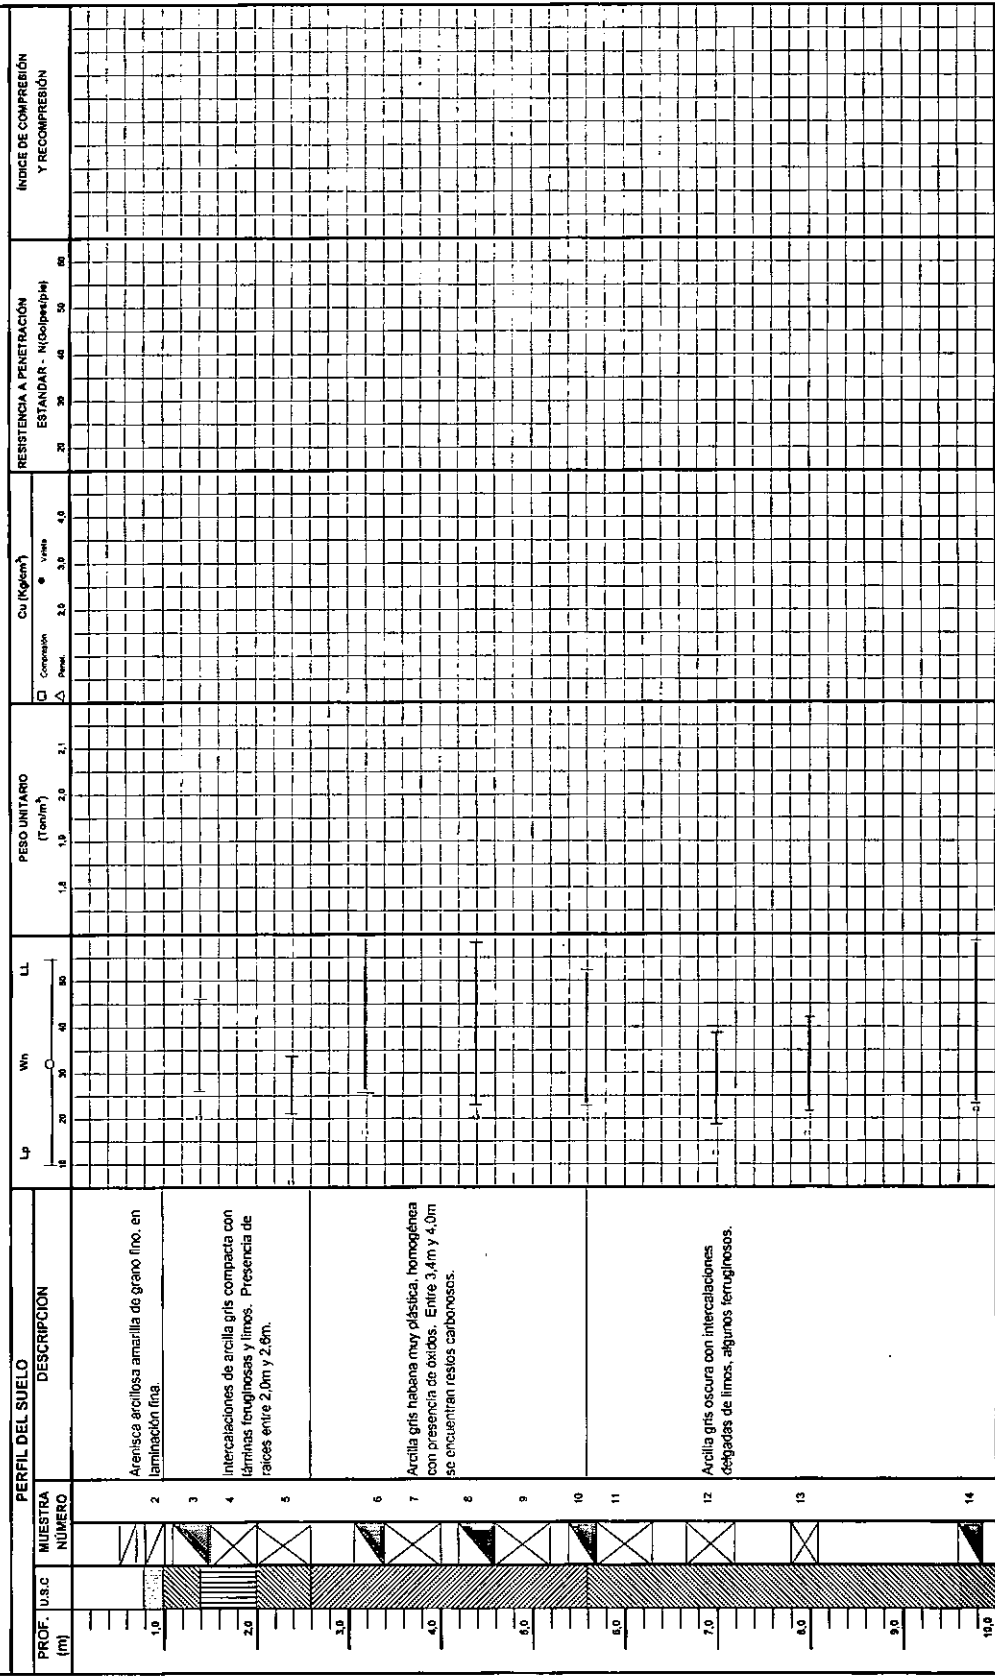 PERFIL DEL SUELO
PROF.
(m)
U.S.C
MUESTRA
NÚMERO
DESCRIPCION
Lp Wn LL
10 20 30 40 50
PESO UNITARIO
(Ton/m³)
1,8 1,9 2,0 2,1
Cu (Kg/cm²)
Compresión
Veleta
Penet.
2,0 3,0 4,0
RESISTENCIA A PENETRACIÓN
ESTANDAR - N(Golpes/pie)
20 30 40 50 60
ÍNDICE DE COMPRESIÓN
Y RECOMPRESIÓN
1,0
2,0
3,0
4,0
5,0
6,0
7,0
8,0
9,0
10,0
2
3
4
5
6
7
8
9
10
11
12
13
14
Arenisca arcillosa amarilla de grano fino, en
laminación fina.
Intercalaciones de arcilla gris compacta con
láminas feruginosas y limos. Presencia de
raices entre 2,0m y 2,6m.
Arcilla gris habana muy plástica, homogénea
con presencia de óxidos. Entre 3,4m y 4,0m
se encuentran restos carbonosos.
Arcilla gris oscura con intercalaciones
delgadas de limos, algunos ferruginosos.